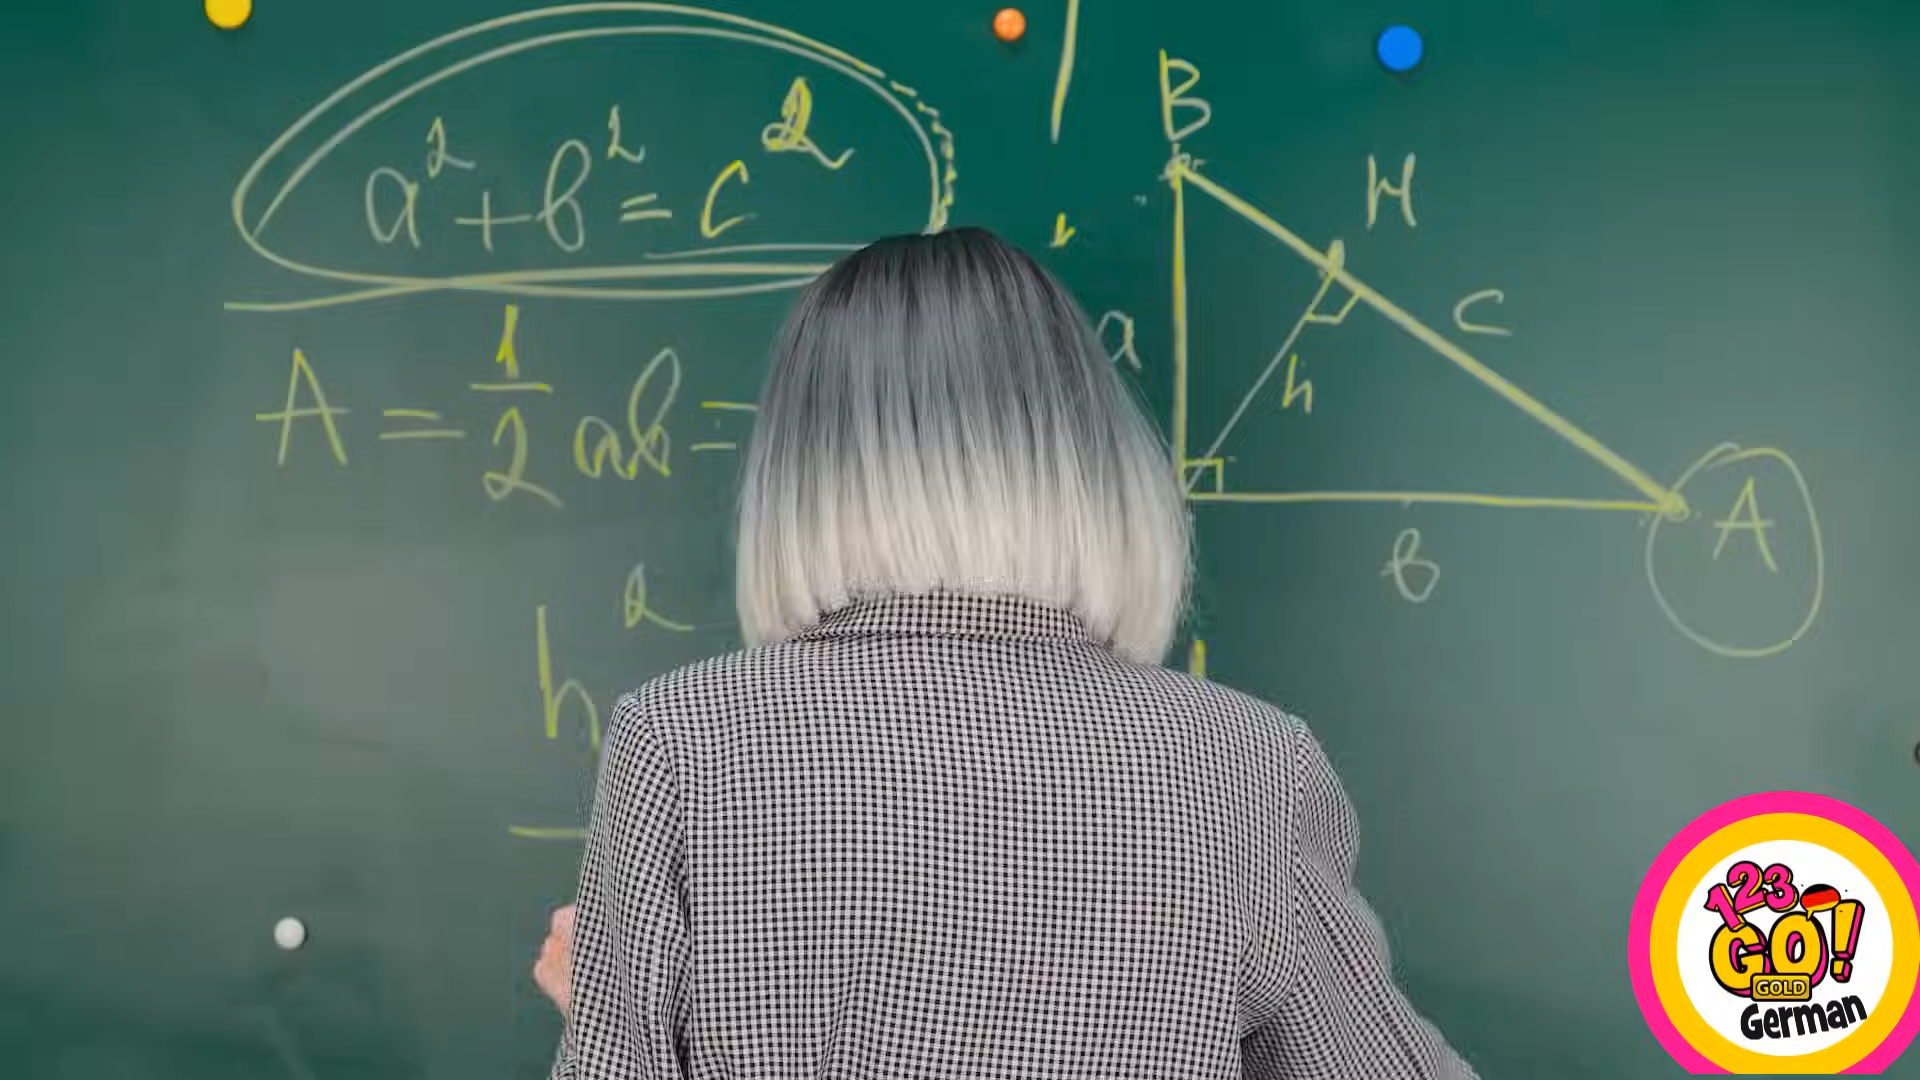 a² + b² = c²
A = 1/2 ab =
h²
B
H
a
c
h
b
A
123
GO!
GOLD
German